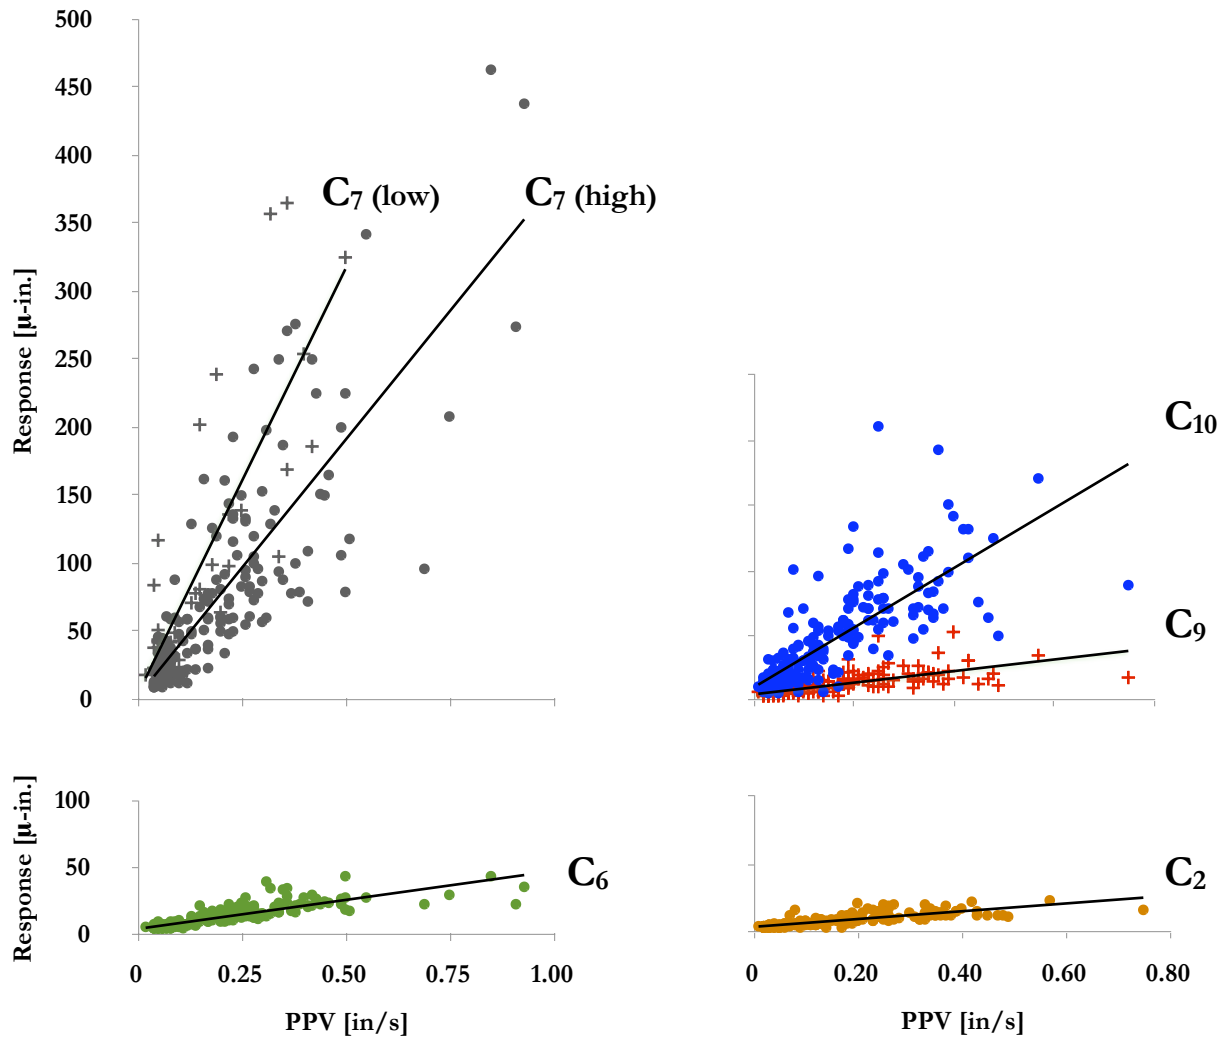 500
450
400
350
300
250
200
150
100
50
0
Response [µ-in.]
C7 (low)
C7 (high)
C10
C9
100
50
0
Response [µ-in.]
C6
C2
0 0.25 0.50 0.75 1.00
PPV [in/s]
0 0.20 0.40 0.60 0.80
PPV [in/s]